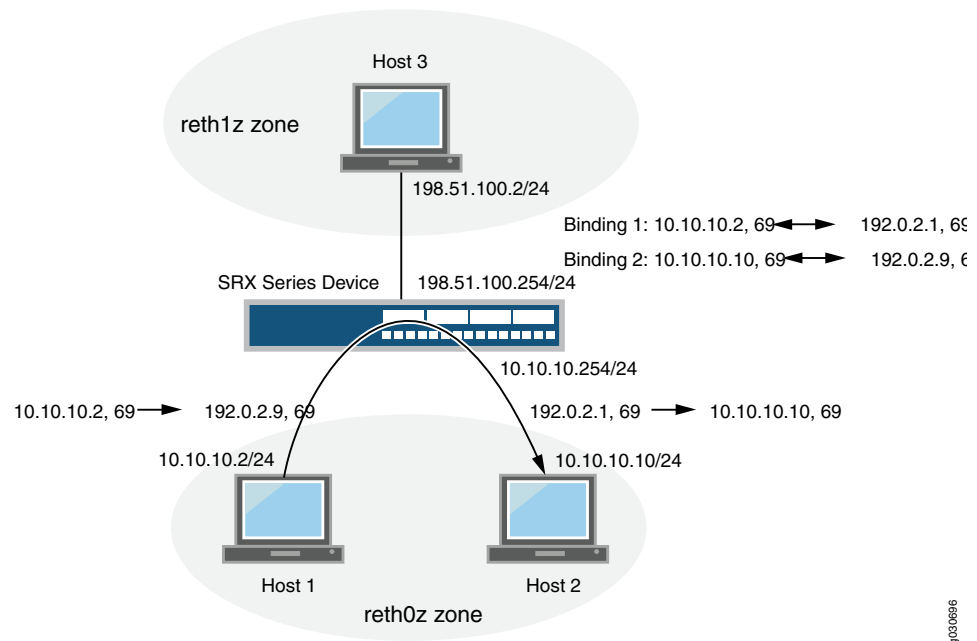 Host 3
reth1z zone
198.51.100.2/24
Binding 1: 10.10.10.2, 69 192.0.2.1, 69
Binding 2: 10.10.10.10, 69 192.0.2.9, 6
SRX Series Device 198.51.100.254/24
10.10.10.254/24
10.10.10.2, 69 192.0.2.9, 69 192.0.2.1, 69 10.10.10.10, 69
10.10.10.2/24 10.10.10.10/24
Host 1 Host 2
reth0z zone
g030696